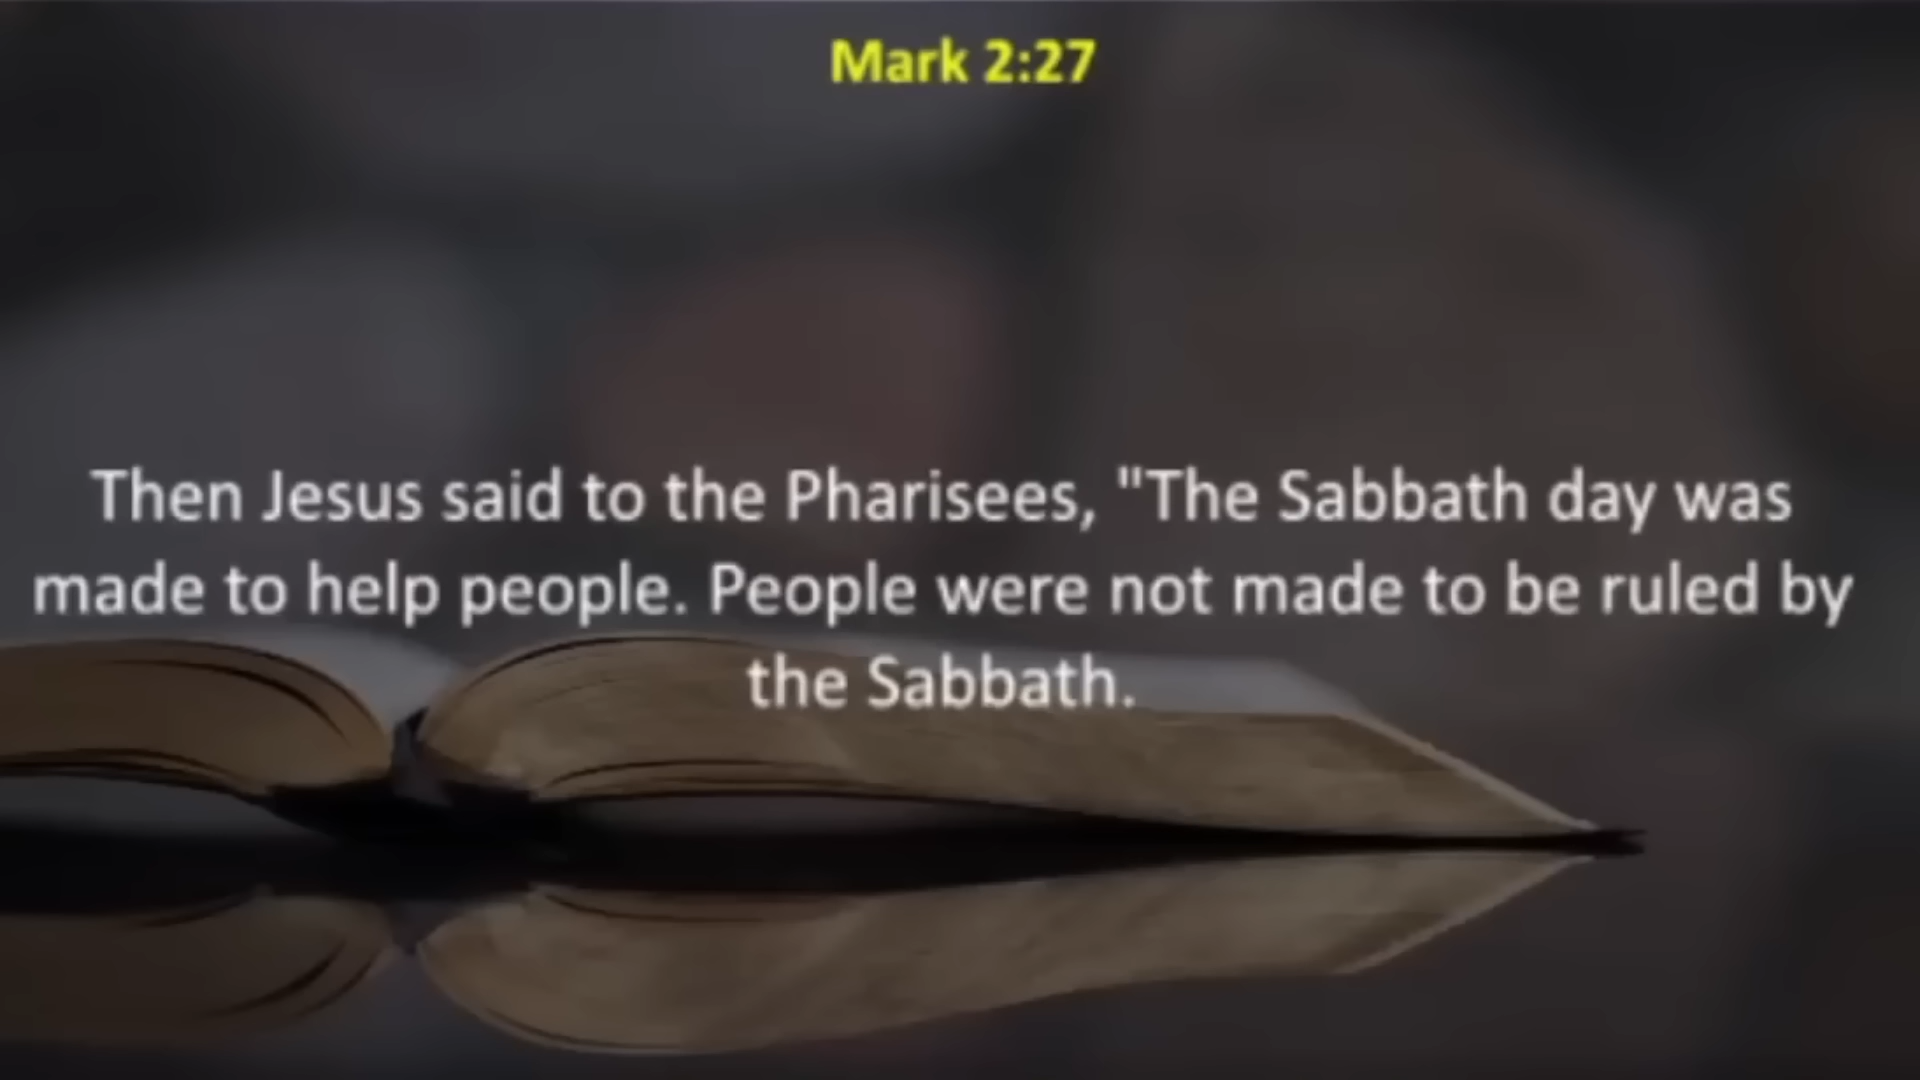 Mark 2:27
Then Jesus said to the Pharisees, "The Sabbath day was
made to help people. People were not made to be ruled by
the Sabbath.